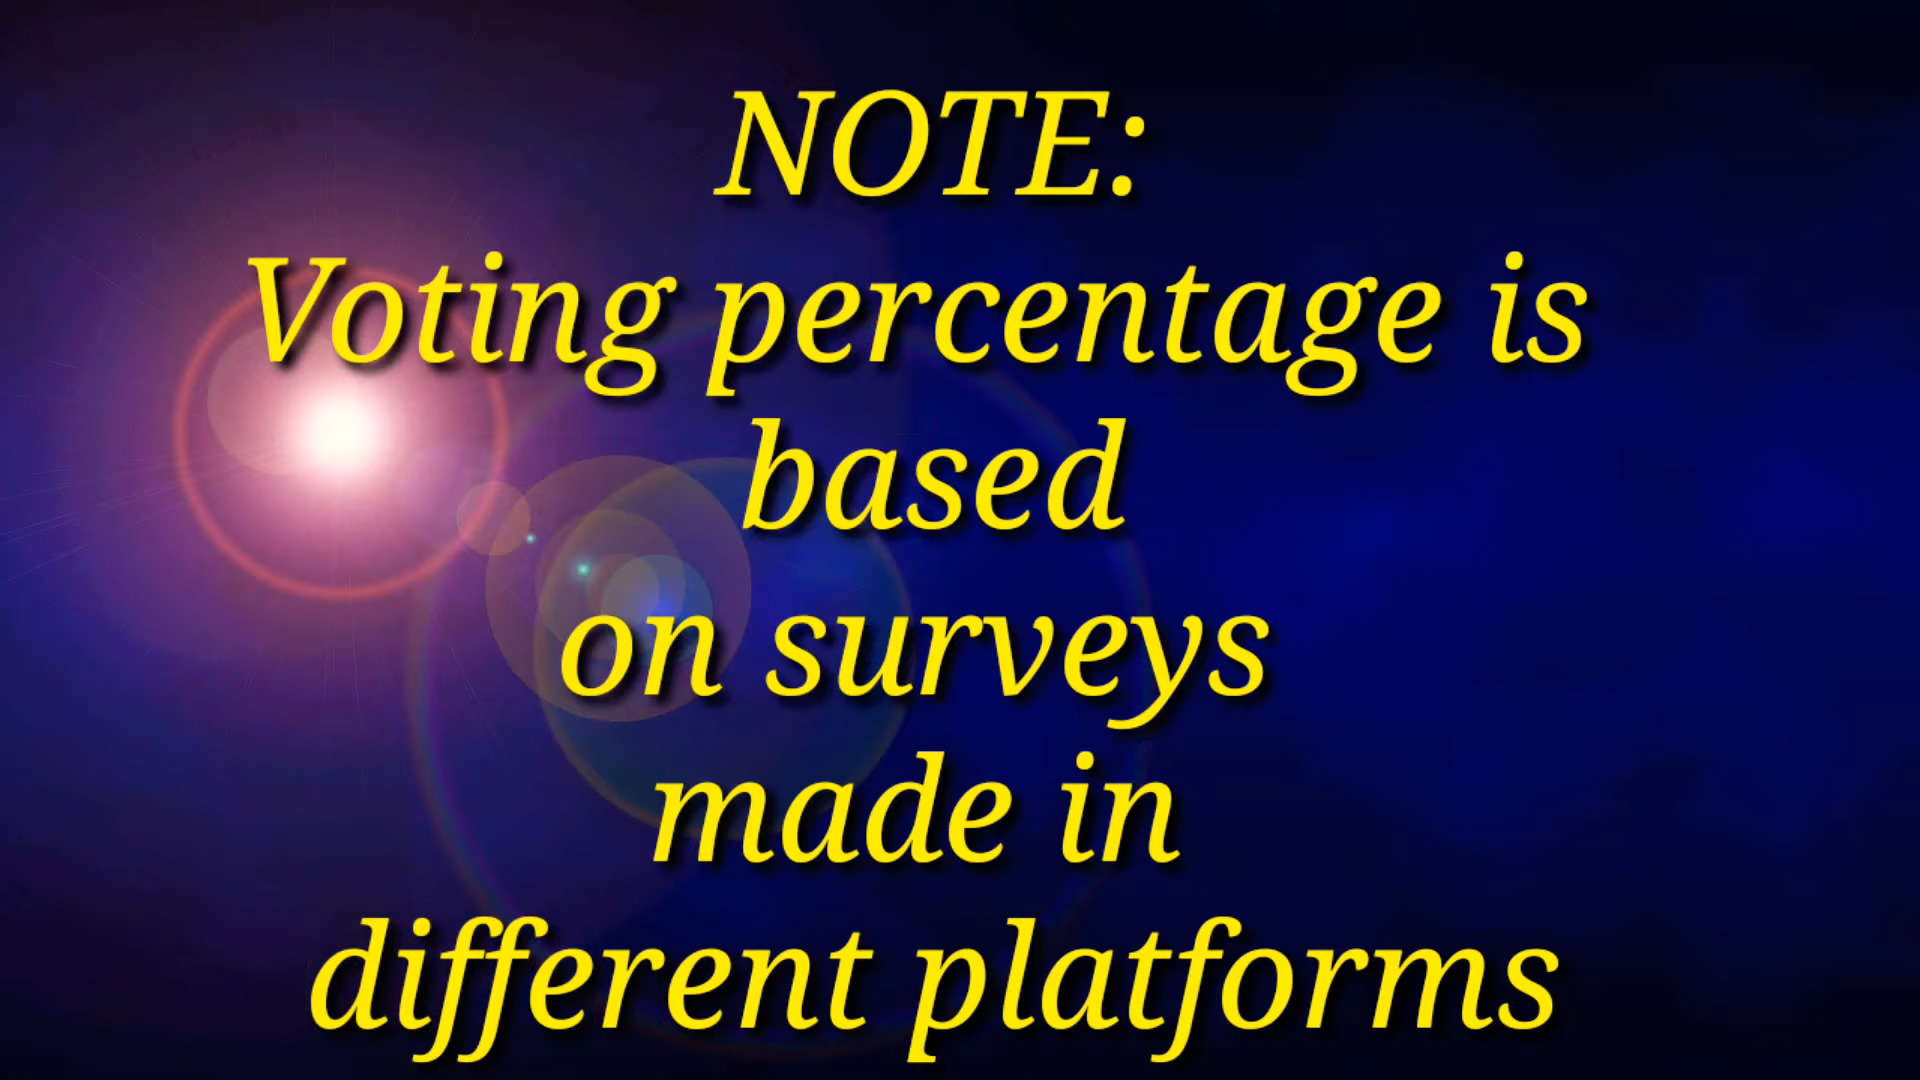 NOTE:
Voting percentage is
based
on surveys
made in
different platforms